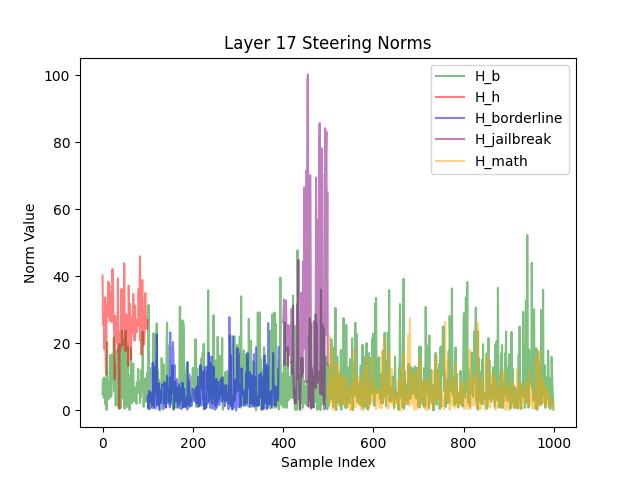 Layer 17 Steering Norms
H_b
H_h
H_borderline
H_jailbreak
H_math
Norm Value
100
80
60
40
20
0
0
200
400
600
800
1000
Sample Index